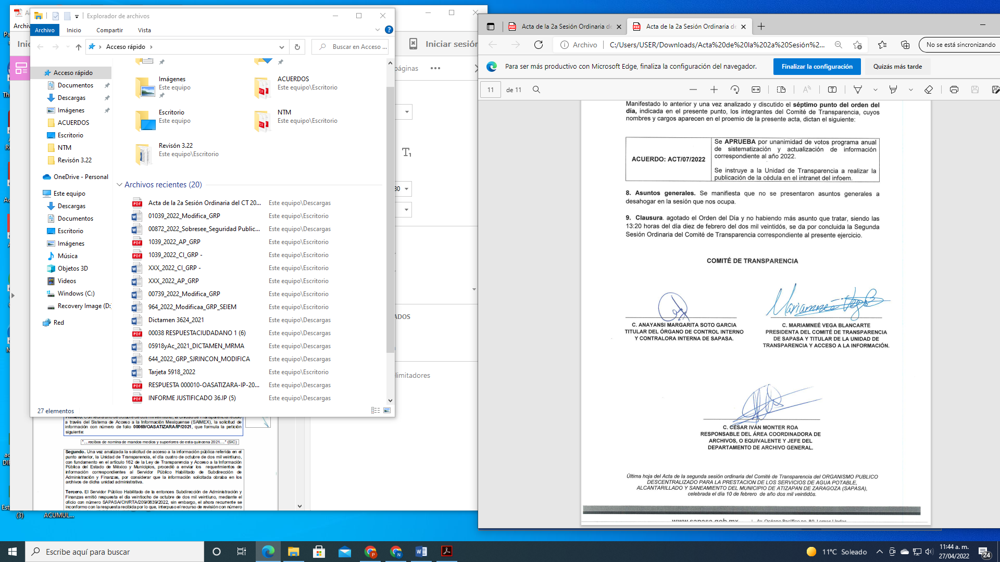 Explorador de archivos
Archivo
Inicio
Compartir
Vista
Acceso rápido
Buscar en Acceso ...
Acceso rápido
Documentos
Descargas
Imágenes
ACUERDOS
Escritorio
NTM
Revisón 3.22
OneDrive - Personal
Este equipo
Descargas
Documentos
Escritorio
Imágenes
Música
Objetos 3D
Videos
Windows (C:)
Recovery Image (D:
Red
Imágenes
Este equipo
ACUERDOS
Este equipo\Escritorio
Escritorio
Este equipo
NTM
Este equipo\Escritorio
Revisón 3.22
Este equipo\Escritorio
Archivos recientes (20)
Acta de la 2a Sesión Ordinaria del CT 20... Este equipo\Descargas
01039_2022_Modifica_GRP Este equipo\Escritorio
00872_2022_Sobresee_Seguridad Public... Este equipo\Descargas
1039_2022_AP_GRP Este equipo\Escritorio
1039_2022_CI_GRP - Este equipo\Escritorio
XXX_2022_CI_GRP - Este equipo\Escritorio
XXX_2022_AP_GRP Este equipo\Escritorio
00739_2022_Modifica_GRP Este equipo\Escritorio
964_2022_Modificaa_GRP_SEIEM Este equipo\Escritorio
Dictamen 3624_2021 Este equipo\Descargas
00038 RESPUESTACIUDADANO 1 (6) Este equipo\Descargas
05918yAc_2021_DICTAMEN_MRMA Este equipo\Descargas
644_2022_GRP_SJRINCON_MODIFICA Este equipo\Descargas
Tarjeta 5918_2022 Este equipo\Escritorio
RESPUESTA 000010-OASATIZARA-IP-20... Este equipo\Descargas
INFORME JUSTIFICADO 36.IP (5) Este equipo\Descargas
27 elementos
Iniciar sesión
páginas
30
a través del Sistema de Acceso a la Información Mexiquense (SAIMEX), la solicitud de
información con número de folio 00069/OASATIZARA/IP/2021, que formula la petición
siguiente:
"... recibos de nomina de mandos medios y superiores de esta quincena 2021...." (SIC)
Segundo. Una vez analizada la solicitud de acceso a la información pública referida en el
punto anterior, la Unidad de Transparencia, el día cuatro de octubre de dos mil veintiuno,
con fundamento en el artículo 162 de la Ley de Transparencia y Acceso a la Información
Pública del Estado de México y Municipios, procedió a enviar los requerimientos de
información correspondientes al Servidor Público Habilitado de Subdirección de
Administración y Finanzas, por considerar que la información solicitada obraba en los
archivos de dicha unidad administrativa.
Tercero. El Servidor Público Habilitado de la entonces Subdirección de Administración y
Finanzas emitió respuesta el día veintiocho de octubre de dos mil veintiuno, mediante el
oficio con número SAPASA/CH/RTA/209/0839/2022, sin embargo, el ahora recurrente se
inconformo con la respuesta recibida por lo que, interpuso el recurso de revisión con número
(3)
ACUMUL...
Acta de la 2a Sesión Ordinaria de
Acta de la 2a Sesión Ordinaria de
Archivo
C:/Users/USER/Downloads/Acta%20de%20la%202a%20Sesión%2...
No se está sincronizando
Para ser más productivo con Microsoft Edge, finaliza la configuración del navegador.
Finalizar la configuración
Quizás más tarde
11
de 11
Manifestado lo anterior y una vez analizado y discutido el séptimo punto del orden del
día, indicada en el presente punto, los integrantes del Comité de Transparencia, cuyos
nombres y cargos aparecen en el proemio de la presente acta, dictan el siguiente:
ACUERDO: ACT/07/2022
Se APRUEBA por unanimidad de votos programa anual
de sistematización y actualización de información
correspondiente al año 2022.
Se instruye a la Unidad de Transparencia a realizar la
publicación de la cédula en el intranet del infoem.
8. Asuntos generales. Se manifiesta que no se presentaron asuntos generales a
desahogar en la sesión que nos ocupa.
9. Clausura. agotado el Orden del Día y no habiendo más asunto que tratar, siendo las
13:20 horas del día diez de febrero del dos mil veintidós, se da por concluida la Segunda
Sesión Ordinaria del Comité de Transparencia correspondiente al presente ejercicio.
COMITÉ DE TRANSPARENCIA
Mariamneé Vega B
C. ANAYANSI MARGARITA SOTO GARCIA
TITULAR DEL ÓRGANO DE CONTROL INTERNO
Y CONTRALORA INTERNA DE SAPASA.
C. MARIAMNEÉ VEGA BLANCARTE
PRESIDENTA DEL COMITÉ DE TRANSPARENCIA
DE SAPASA Y TITULAR DE LA UNIDAD DE
TRANSPARENCIA Y ACCESO A LA INFORMACIÓN.
C. CÉSAR IVÁN MONTER ROA
RESPONSABLE DEL ÁREA COORDINADORA DE
ARCHIVOS, O EQUIVALENTE Y JEFE DEL
DEPARTAMENTO DE ARCHIVO GENERAL.
Última hoja del Acta de la segunda sesión ordinaria del Comité de Transparencia del ORGANISMO PUBLICO
DESCENTRALIZADO PARA LA PRESTACION DE LOS SERVICIOS DE AGUA POTABLE,
ALCANTARILLADO Y SANEAMIENTO DEL MUNICIPIO DE ATIZAPAN DE ZARAGOZA (SAPASA),
celebrada el día 10 de febrero de año dos mil veintidós.
www.sapasa.gob.mx
Av. Océano Pacífico no. 80, Lomas Lindas
Escribe aquí para buscar
11°C Soleado
11:44 a. m.
27/04/2022
24